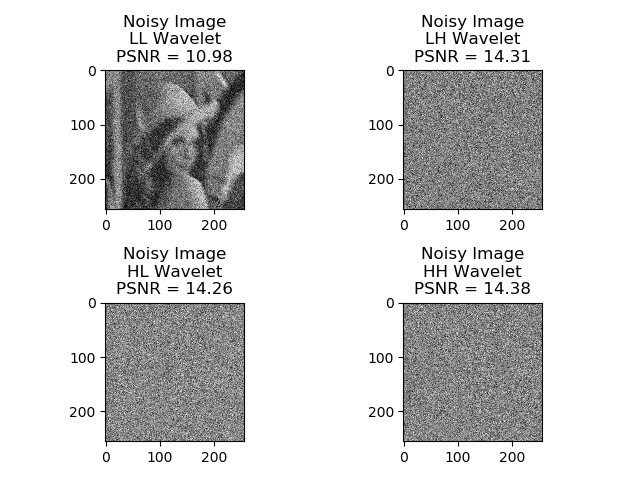 Noisy Image
LL Wavelet
PSNR = 10.98
0
100
200
0 100 200
Noisy Image
LH Wavelet
PSNR = 14.31
0
100
200
0 100 200
Noisy Image
HL Wavelet
PSNR = 14.26
0
100
200
0 100 200
Noisy Image
HH Wavelet
PSNR = 14.38
0
100
200
0 100 200